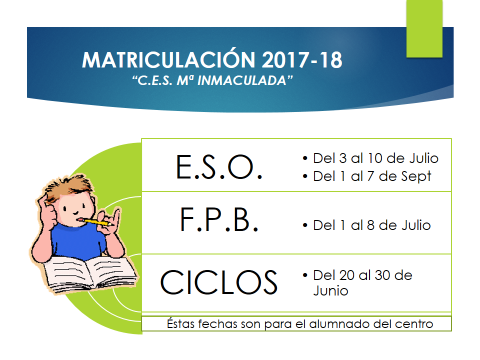 MATRICULACIÓN 2017-18
“C.E.S. Mª INMACULADA”
E.S.O.
• Del 3 al 10 de Julio
• Del 1 al 7 de Sept
F.P.B.
• Del 1 al 8 de Julio
CICLOS
• Del 20 al 30 de
Junio
Éstas fechas son para el alumnado del centro